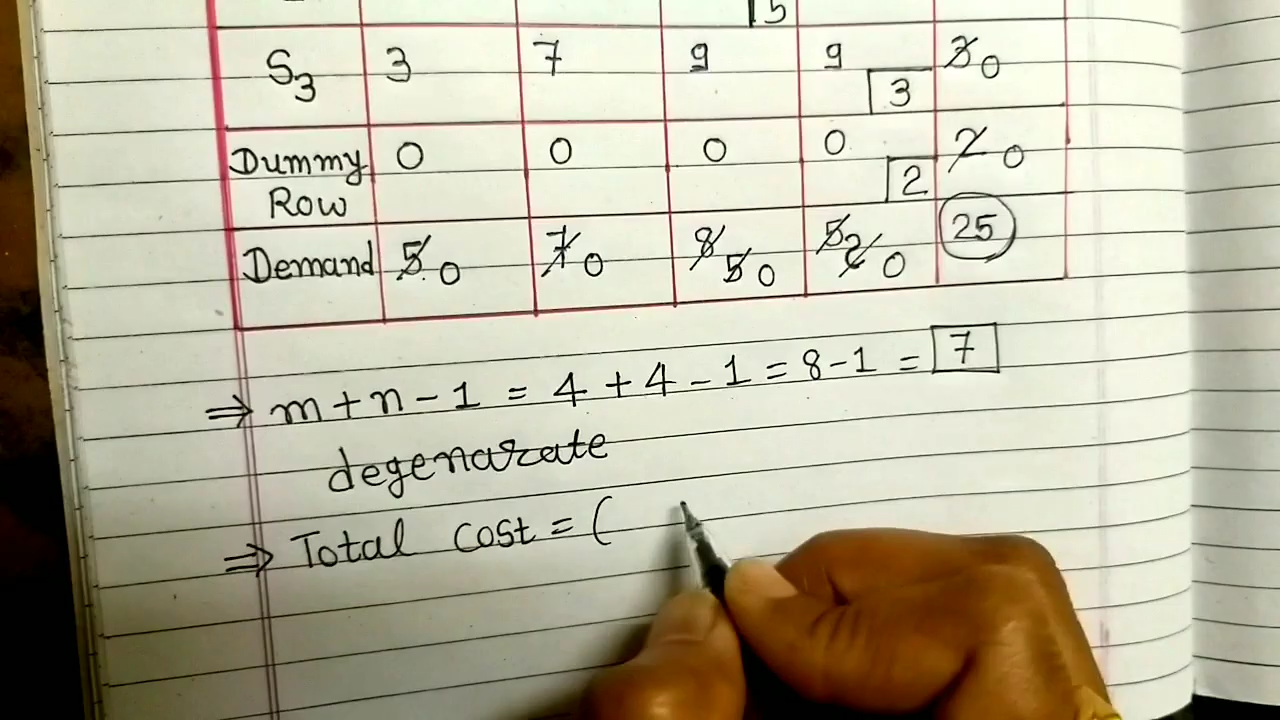 5
S3 3 7 9 9 3 3 0
Dummy 0 0 0 0 2 0
Row 2
Demand 5 0 7 0 8 5 0 5 2 0 25
⇒ m+n-1 = 4+4-1=8-1 = 7
degenarate
⇒ Total cost = (